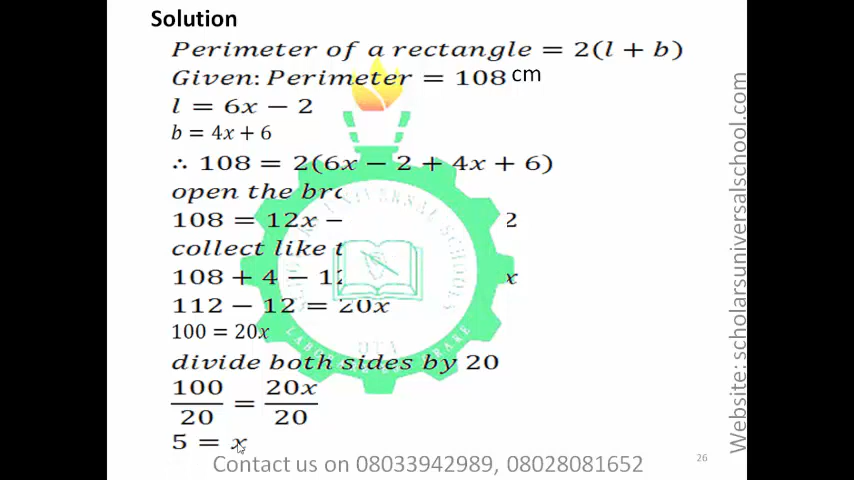 Solution
Perimeter of a rectangle = 2(l + b)
Given: Perimeter = 108 cm
l = 6x − 2
b = 4x + 6
∴ 108 = 2(6x − 2 + 4x + 6)
open the
108 = 12x − 2
collect like
108 + 4 − 12 x
112 − 12 = 20x
100 = 20x
divide both sides by 20
100/20 = 20x/20
5 = x
Contact us on 08033942989, 08028081652
26
Website: scholarsuniversalschool.com